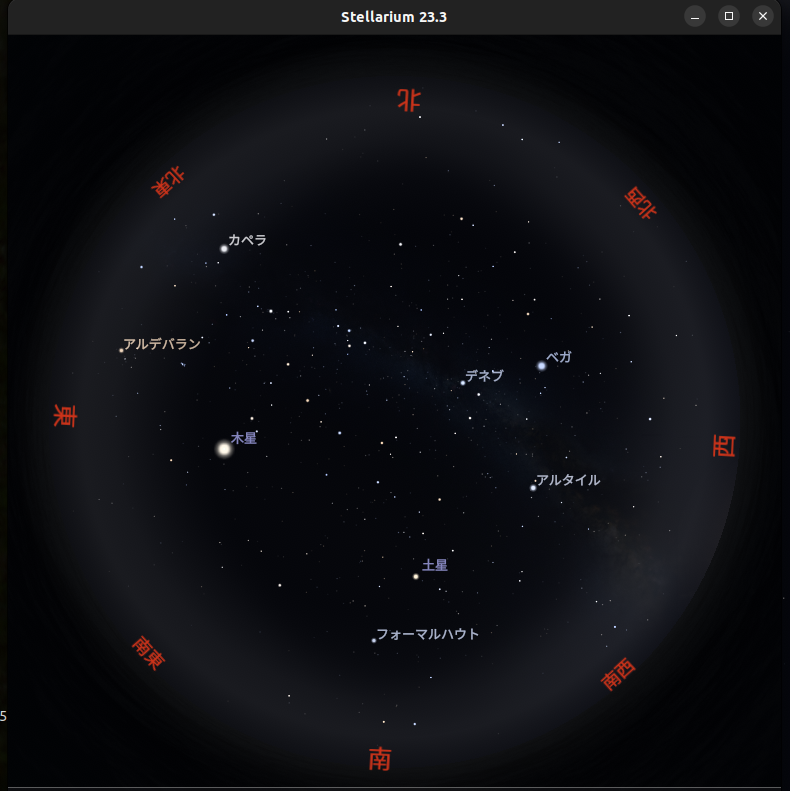 Stellarium 23.3
北
北東
北西
カペラ
アルデバラン
ベガ
デネブ
東
木星
西
アルタイル
土星
フォーマルハウト
南東
南西
5
南